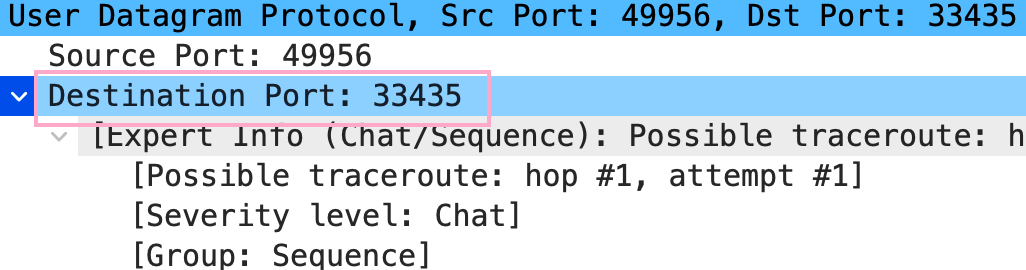 User Datagram Protocol, Src Port: 49956, Dst Port: 33435
Source Port: 49956
Destination Port: 33435
[Expert Info (Chat/Sequence): Possible traceroute: h
[Possible traceroute: hop #1, attempt #1]
[Severity level: Chat]
[Group: Sequence]